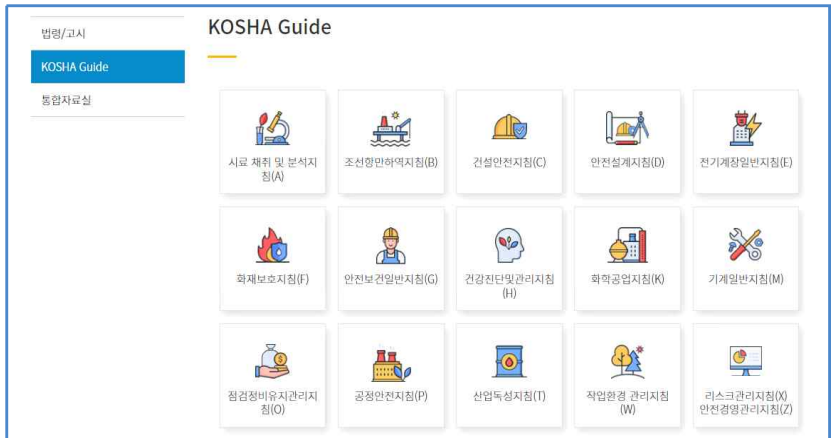 법령/고시
KOSHA Guide
통합자료실
KOSHA Guide
시료 채취 및 분석지
침(A)
조선항만하역지침(B)
건설안전지침(C)
안전설계지침(D)
전기계장일반지침(E)
화재보호지침(F)
안전보건일반지침(G)
건강진단및관리지침
(H)
화학공업지침(K)
기계일반지침(M)
점검정비유지관리지
침(O)
공정안전지침(P)
산업독성지침(T)
작업환경 관리지침
(W)
리스크관리지침(X)
안전경영관리지침(Z)